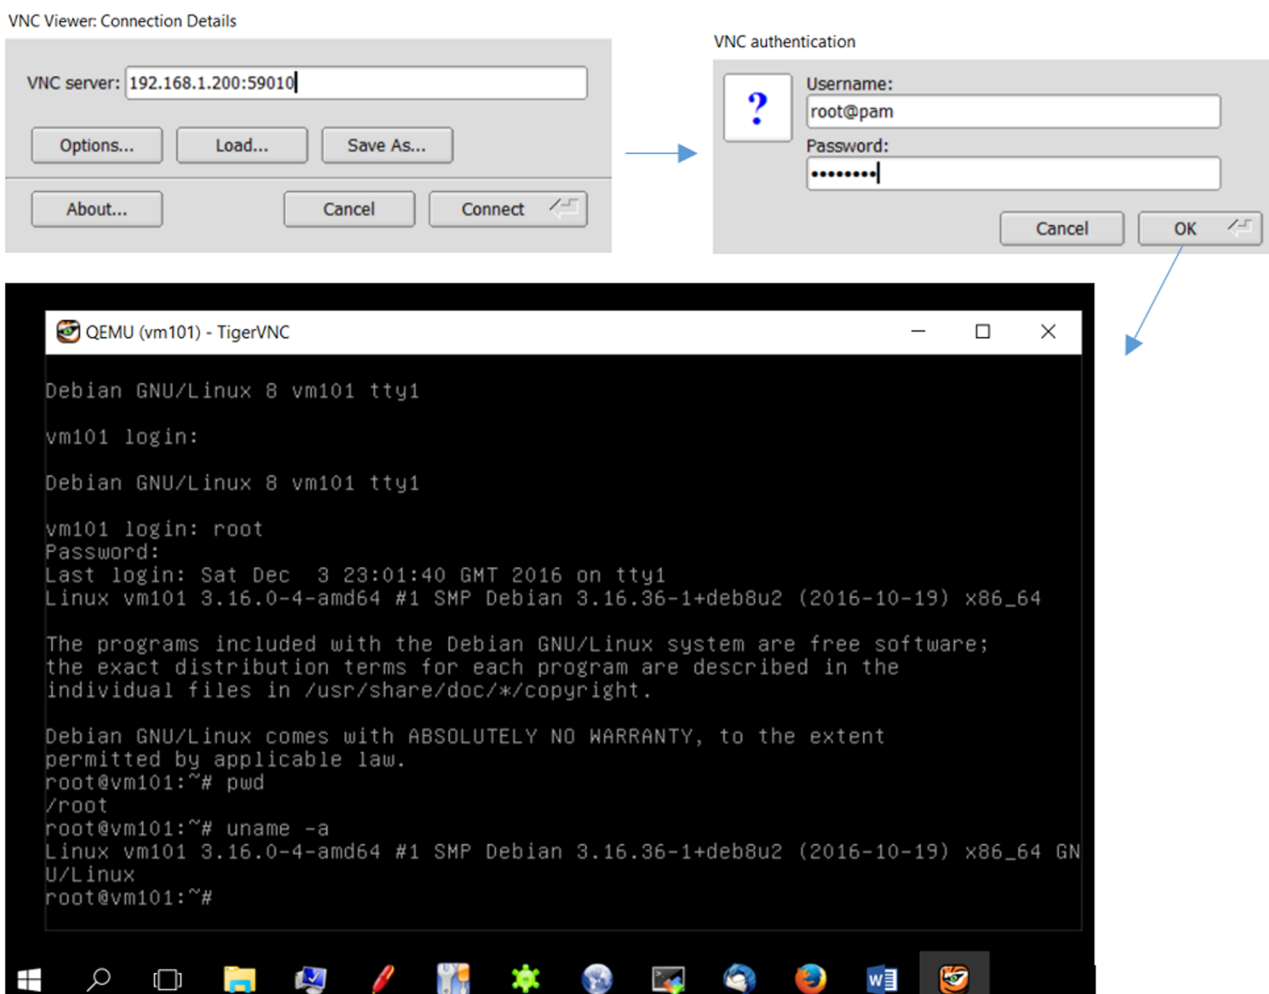 VNC Viewer: Connection Details
VNC server: 192.168.1.200:59010
Options... Load... Save As...
About... Cancel Connect
VNC authentication
?
Username:
root@pam
Password:
••••••••
Cancel OK
QEMU (vm101) - TigerVNC
Debian GNU/Linux 8 vm101 tty1
vm101 login:
Debian GNU/Linux 8 vm101 tty1
vm101 login: root
Password:
Last login: Sat Dec  3 23:01:40 GMT 2016 on tty1
Linux vm101 3.16.0-4-amd64 #1 SMP Debian 3.16.36-1+deb8u2 (2016-10-19) x86_64
The programs included with the Debian GNU/Linux system are free software;
the exact distribution terms for each program are described in the
individual files in /usr/share/doc/*/copyright.
Debian GNU/Linux comes with ABSOLUTELY NO WARRANTY, to the extent
permitted by applicable law.
root@vm101:~# pwd
/root
root@vm101:~# uname -a
Linux vm101 3.16.0-4-amd64 #1 SMP Debian 3.16.36-1+deb8u2 (2016-10-19) x86_64 GN
U/Linux
root@vm101:~#